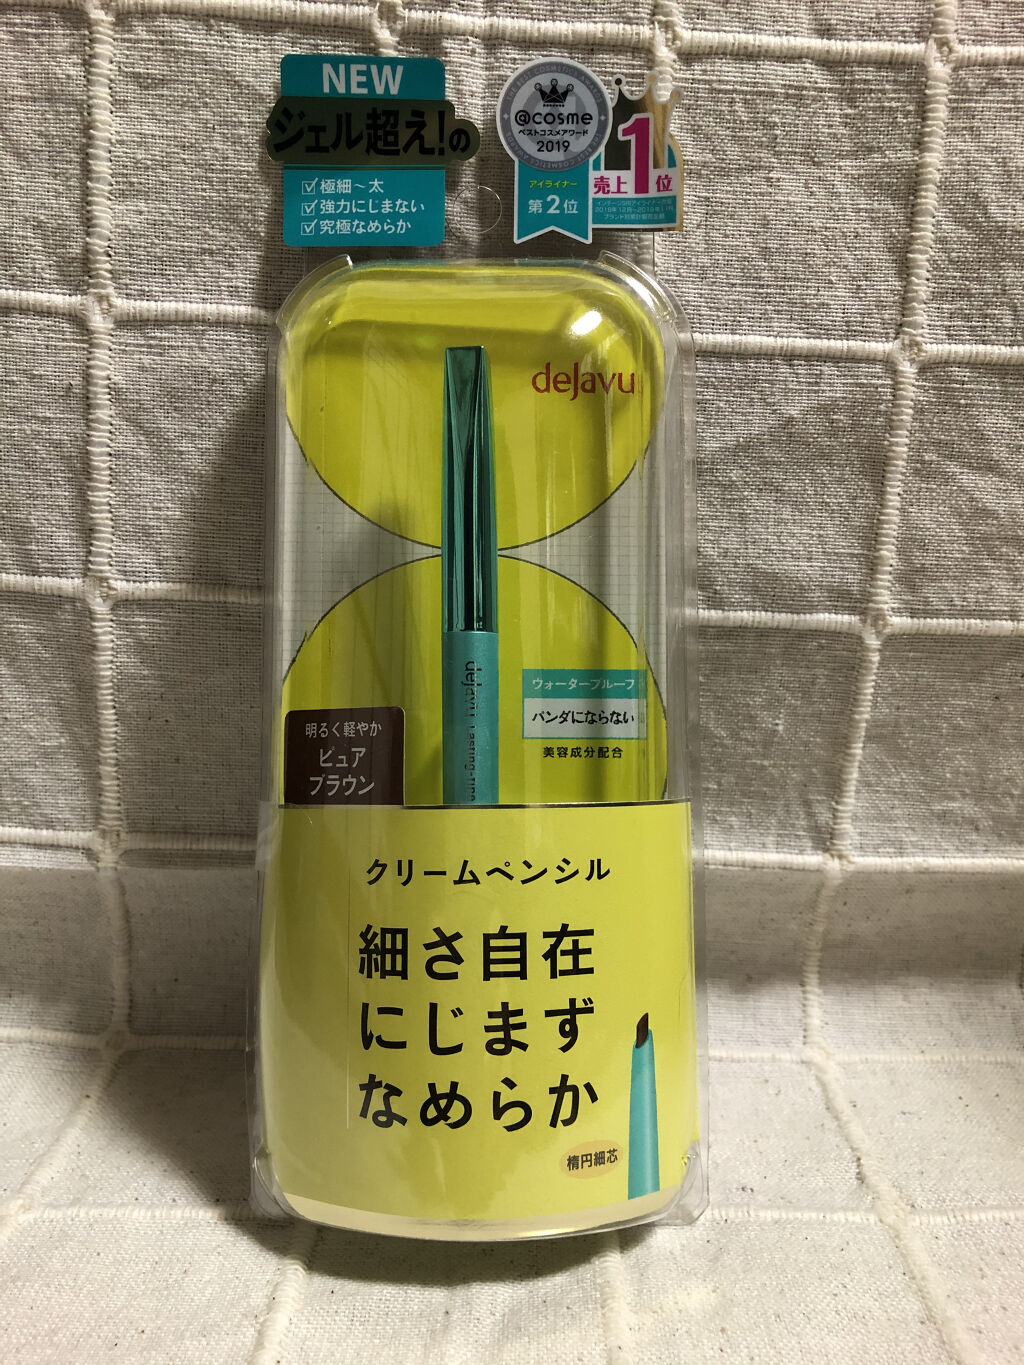 NEW
ジェル超え!の
極細～太
強力にじまない
究極なめらか
@cosme
ベストコスメアワード
2019
アイライナー
第2位
売上1位
dejavu
dejavu
ウォータープルーフ
パンダにならない
美容成分配合
明るく軽やか
ピュア
ブラウン
クリームペンシル
細さ自在
にじまず
なめらか
楕円細芯